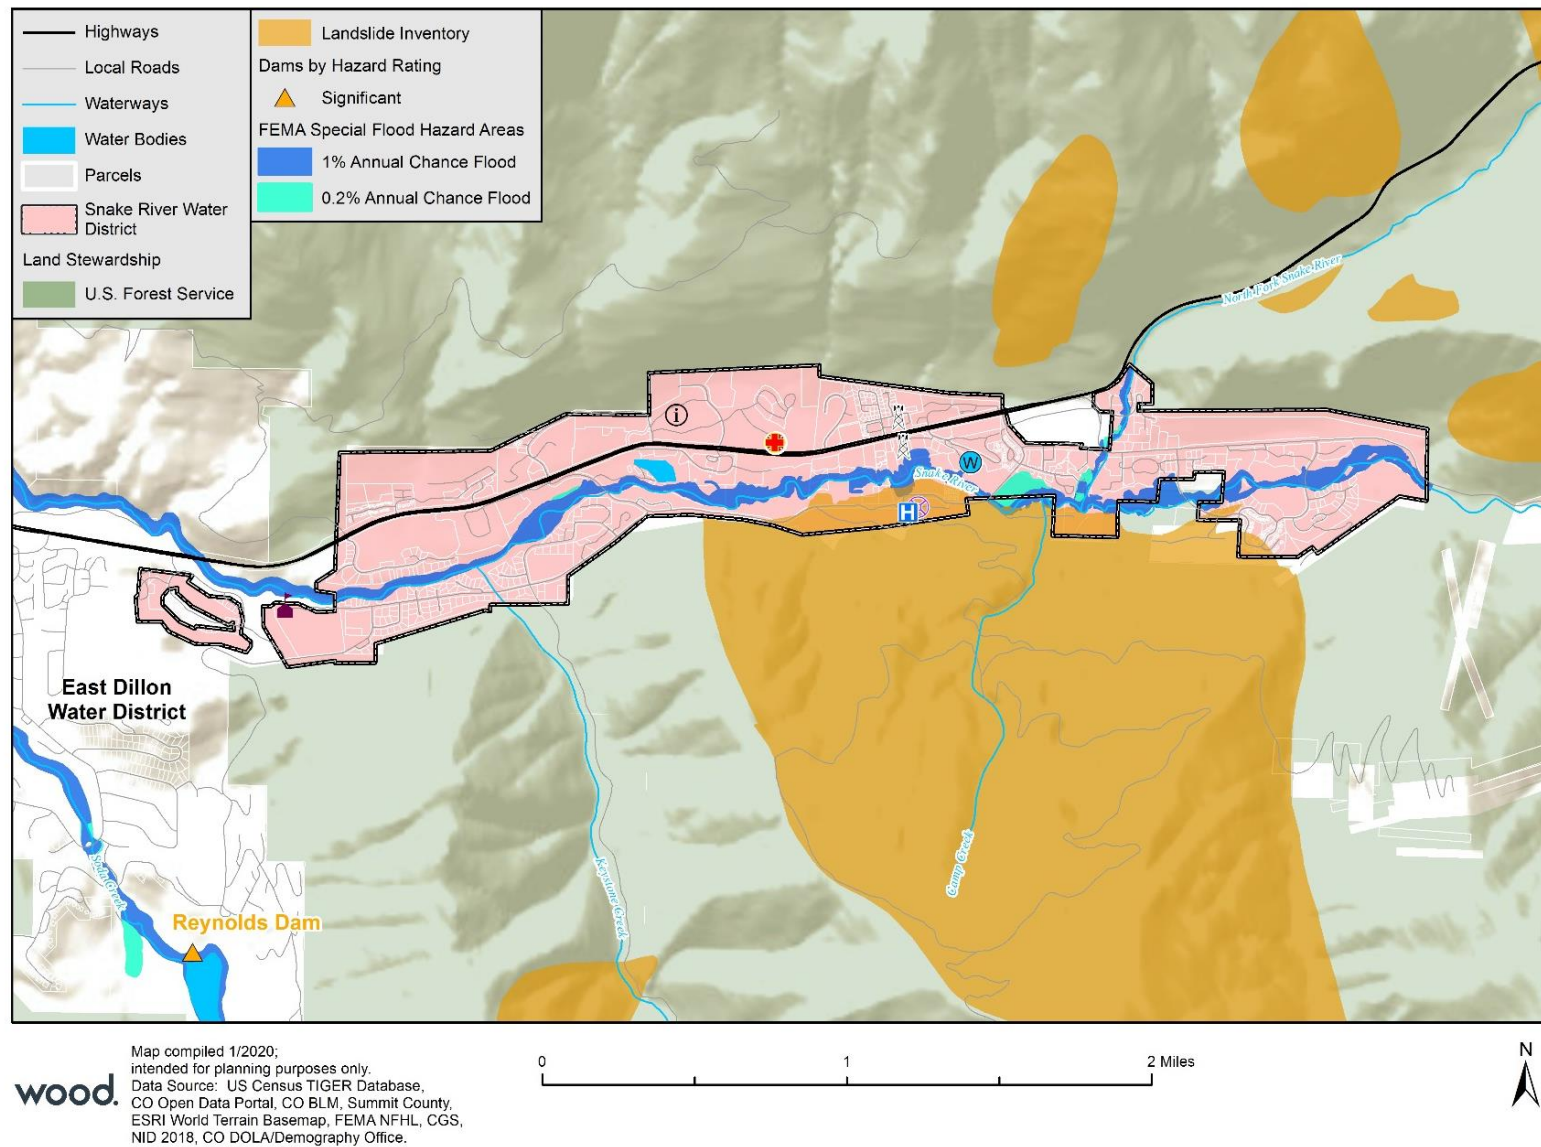 Highways
Local Roads
Waterways
Water Bodies
Parcels
Snake River Water
District
Land Stewardship
U.S. Forest Service
Landslide Inventory
Dams by Hazard Rating
Significant
FEMA Special Flood Hazard Areas
1% Annual Chance Flood
0.2% Annual Chance Flood
North Fork Snake River
i
W
Snake River
H
East Dillon
Water District
Soda Creek
Reynolds Dam
Keystone Creek
Camp Creek
wood.
Map compiled 1/2020;
intended for planning purposes only.
Data Source: US Census TIGER Database,
CO Open Data Portal, CO BLM, Summit County,
ESRI World Terrain Basemap, FEMA NFHL, CGS,
NID 2018, CO DOLA/Demography Office.
0 1 2 Miles
N